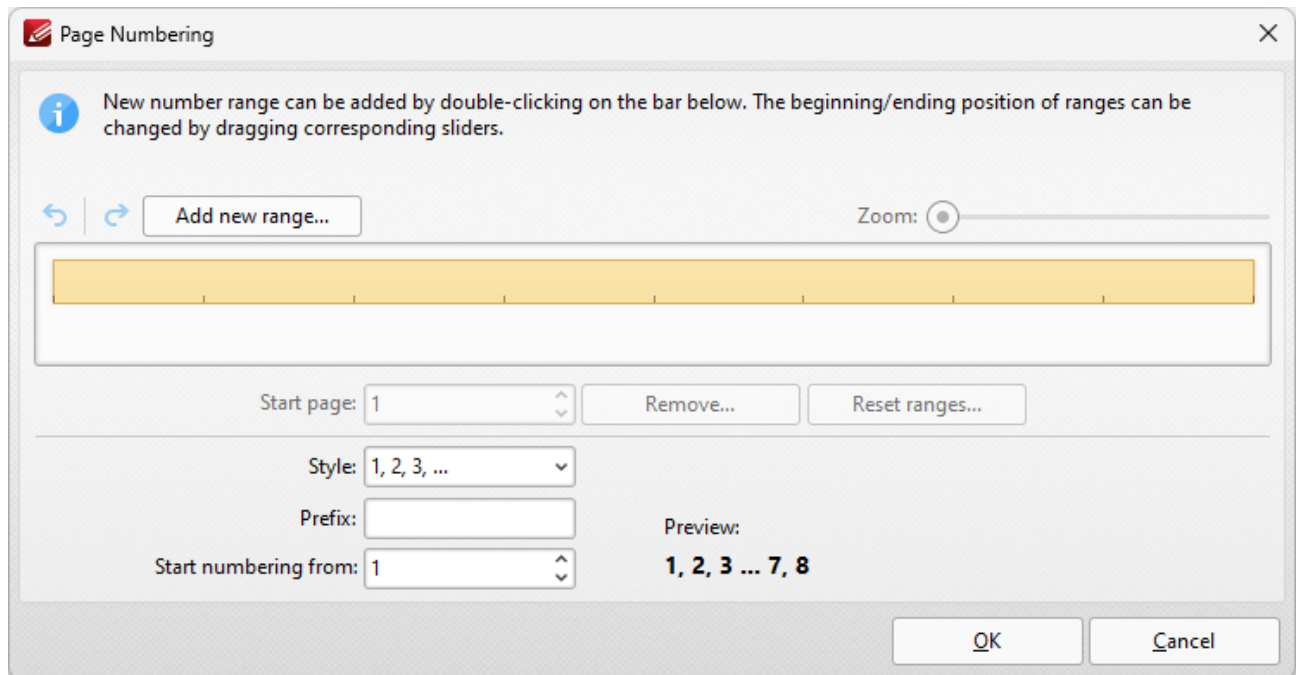 Page Numbering
New number range can be added by double-clicking on the bar below. The beginning/ending position of ranges can be
changed by dragging corresponding sliders.
Add new range...
Zoom:
Start page: 1
Remove...
Reset ranges...
Style: 1, 2, 3, ...
Prefix:
Preview:
Start numbering from: 1
1, 2, 3 ... 7, 8
OK
Cancel